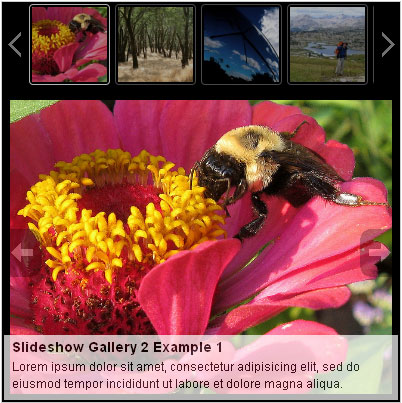 Slideshow Gallery 2 Example 1
Lorem ipsum dolor sit amet, consectetur adipisicing elit, sed do
eiusmod tempor incididunt ut labore et dolore magna aliqua.